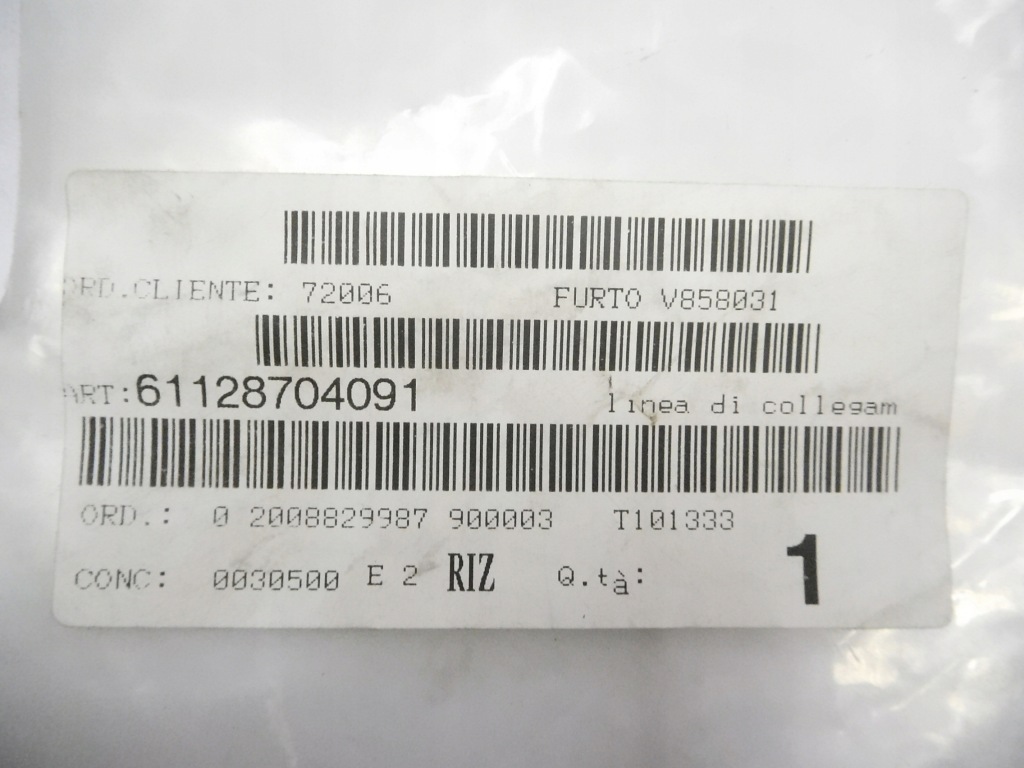 ORD.CLIENTE: 72006 FURTO V858031
ART:61128704091 linea di collegam
ORD.: 0 2008829987 900003 T101333
CONC: 0030500 E 2 RIZ Q.tà: 1